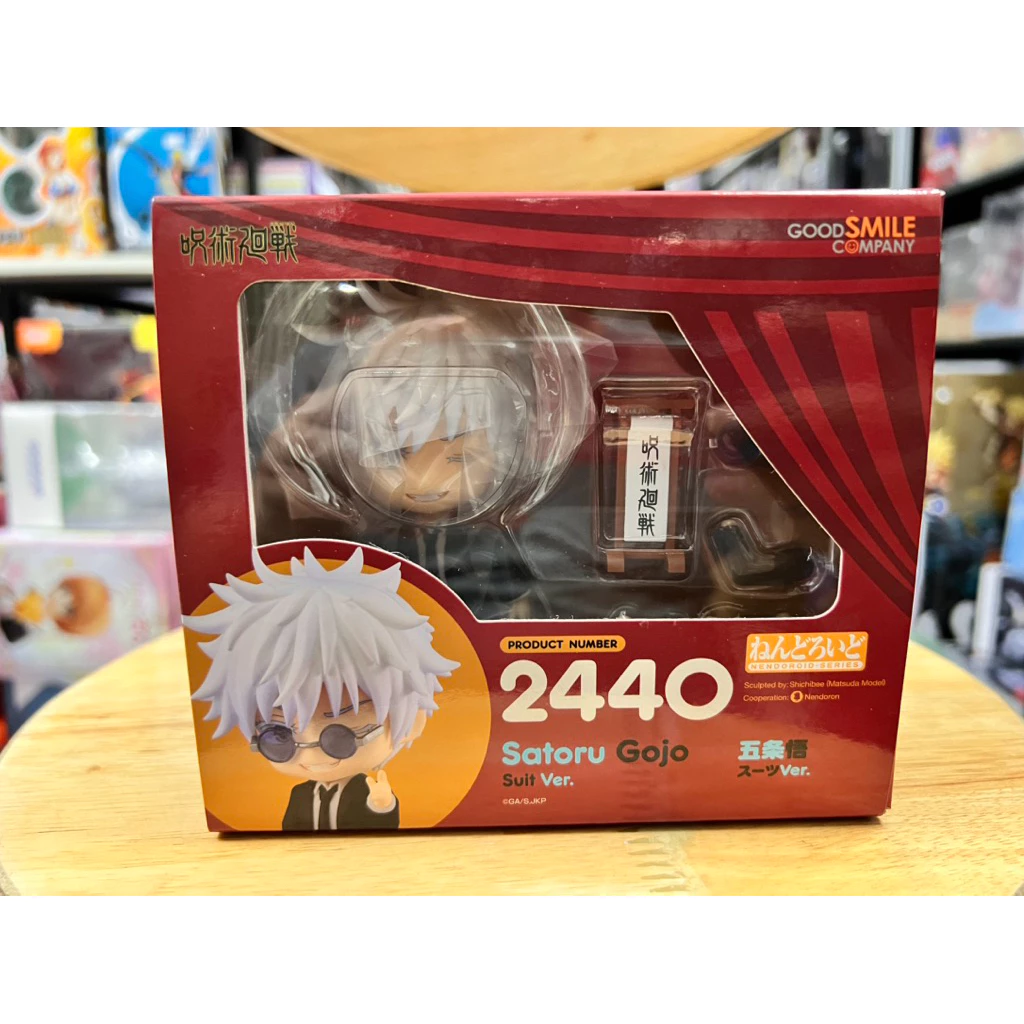 呪術廻戦
GOOD SMILE
COMPANY
呪術廻戦
PRODUCT NUMBER
2440
ねんどろいど
NENDOROID-SERIES
Sculpted by: Shichibee (Matsuda Model)
Cooperation: Nendoron
Satoru Gojo
Suit Ver.
五条悟
スーツVer.
©GA/S,JKP